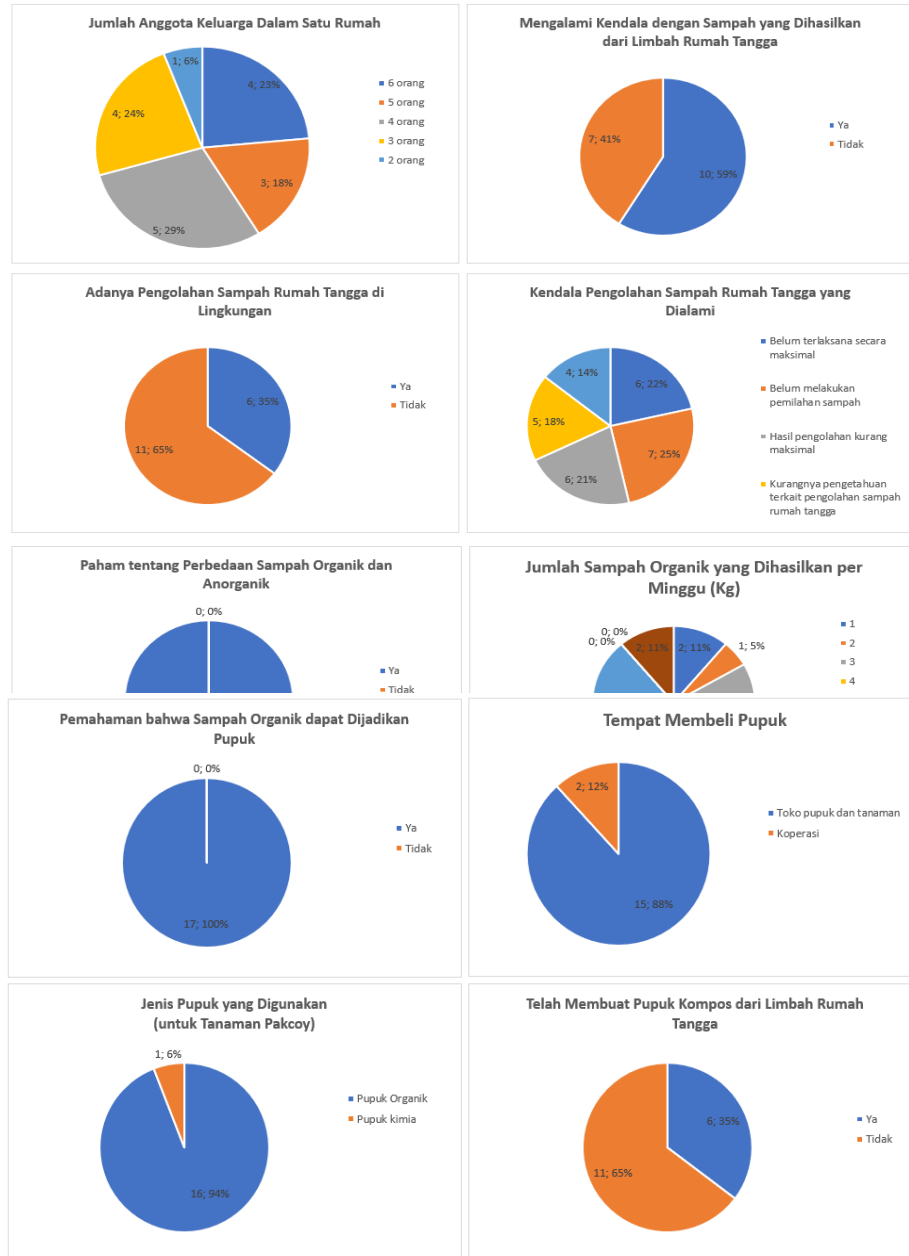 Jumlah Anggota Keluarga Dalam Satu Rumah
1; 6%
4; 23%
4; 24%
3; 18%
5; 29%
6 orang
5 orang
4 orang
3 orang
2 orang
Mengalami Kendala dengan Sampah yang Dihasilkan
dari Limbah Rumah Tangga
7; 41%
10; 59%
Ya
Tidak
Adanya Pengolahan Sampah Rumah Tangga di
Lingkungan
6; 35%
11; 65%
Ya
Tidak
Kendala Pengolahan Sampah Rumah Tangga yang
Dialami
4; 14%
6; 22%
5; 18%
7; 25%
6; 21%
Belum terlaksana secara
maksimal
Belum melakukan
pemilahan sampah
Hasil pengolahan kurang
maksimal
Kurangnya pengetahuan
terkait pengolahan sampah
rumah tangga
Paham tentang Perbedaan Sampah Organik dan
Anorganik
0; 0%
Ya
Tidak
Jumlah Sampah Organik yang Dihasilkan per
Minggu (Kg)
0; 0%
0; 0%
2; 11%
2; 11%
1; 5%
1
2
3
4
Pemahaman bahwa Sampah Organik dapat Dijadikan
Pupuk
0; 0%
17; 100%
Ya
Tidak
Tempat Membeli Pupuk
2; 12%
15; 88%
Toko pupuk dan tanaman
Koperasi
Jenis Pupuk yang Digunakan
(untuk Tanaman Pakcoy)
1; 6%
16; 94%
Pupuk Organik
Pupuk kimia
Telah Membuat Pupuk Kompos dari Limbah Rumah
Tangga
6; 35%
11; 65%
Ya
Tidak